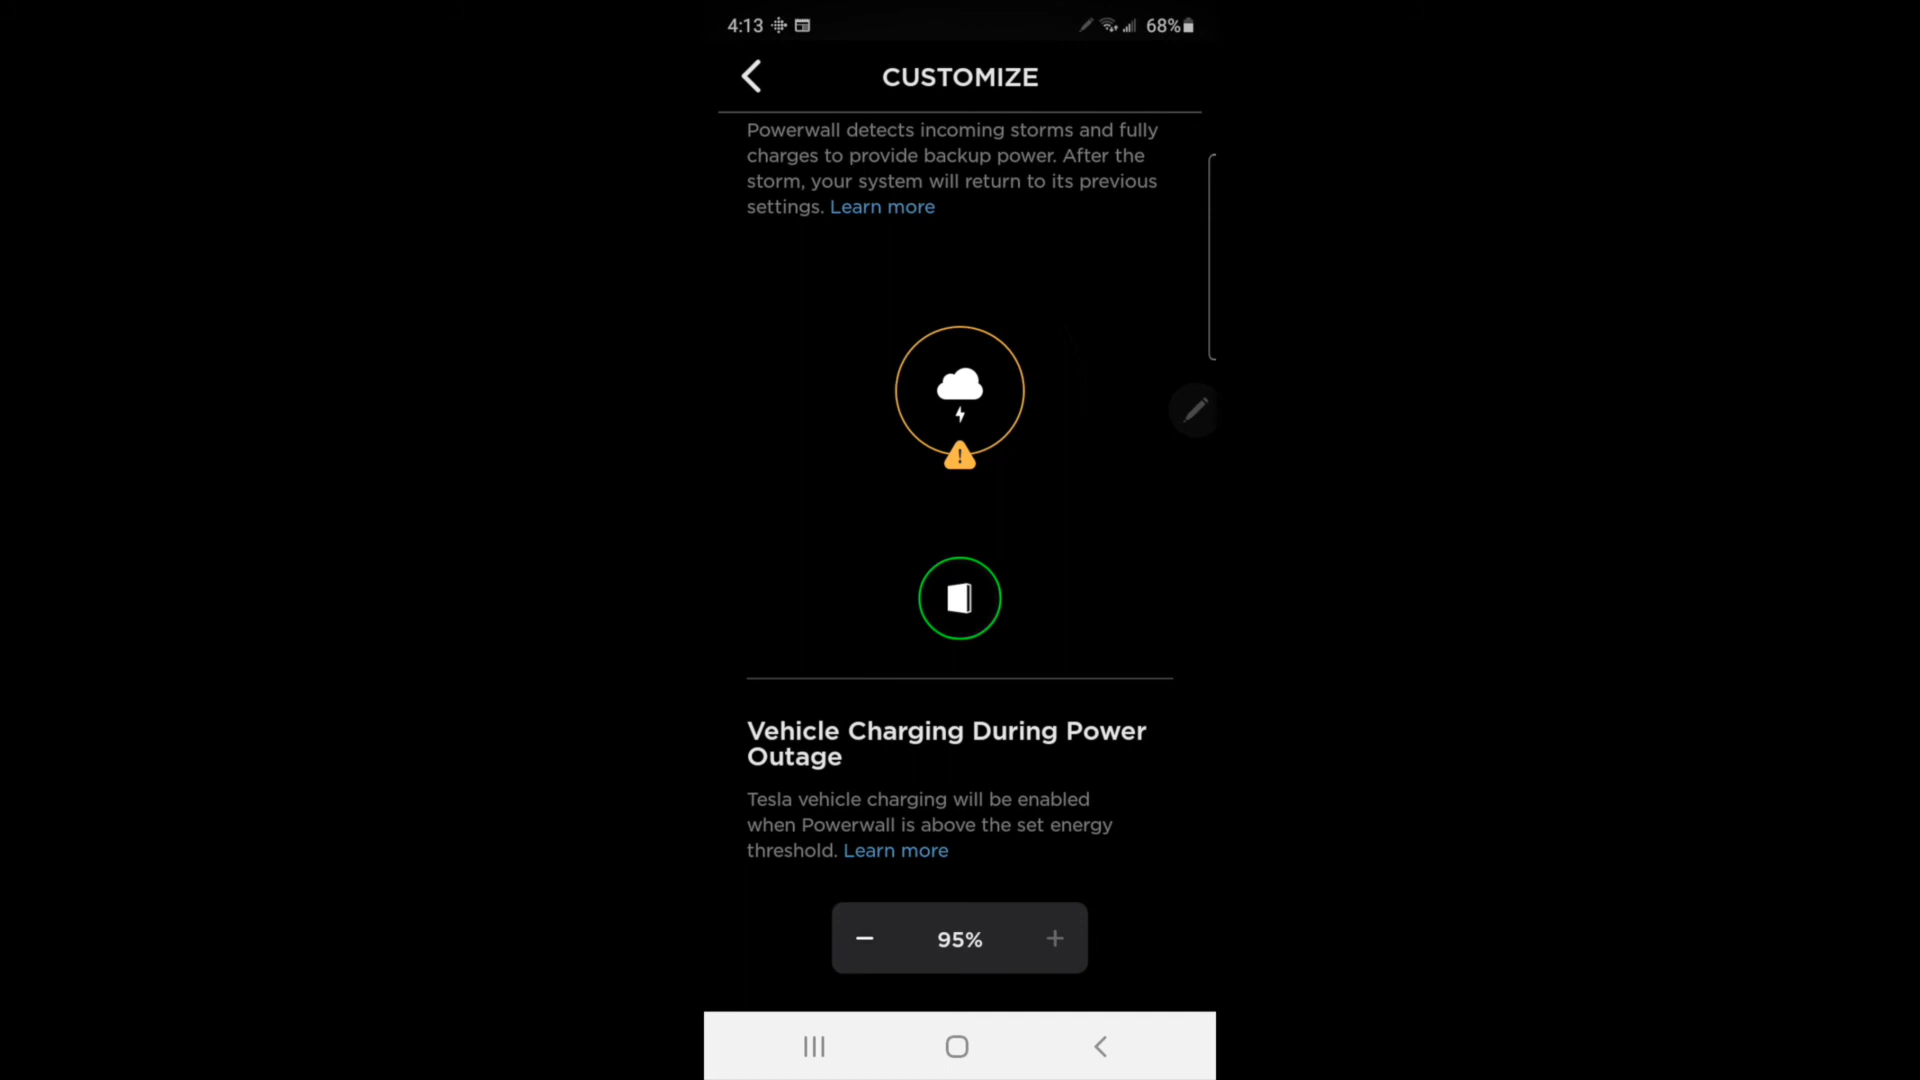 4:13 68%
CUSTOMIZE
Powerwall detects incoming storms and fully
charges to provide backup power. After the
storm, your system will return to its previous
settings. Learn more
!
Vehicle Charging During Power
Outage
Tesla vehicle charging will be enabled
when Powerwall is above the set energy
threshold. Learn more
− 95% +